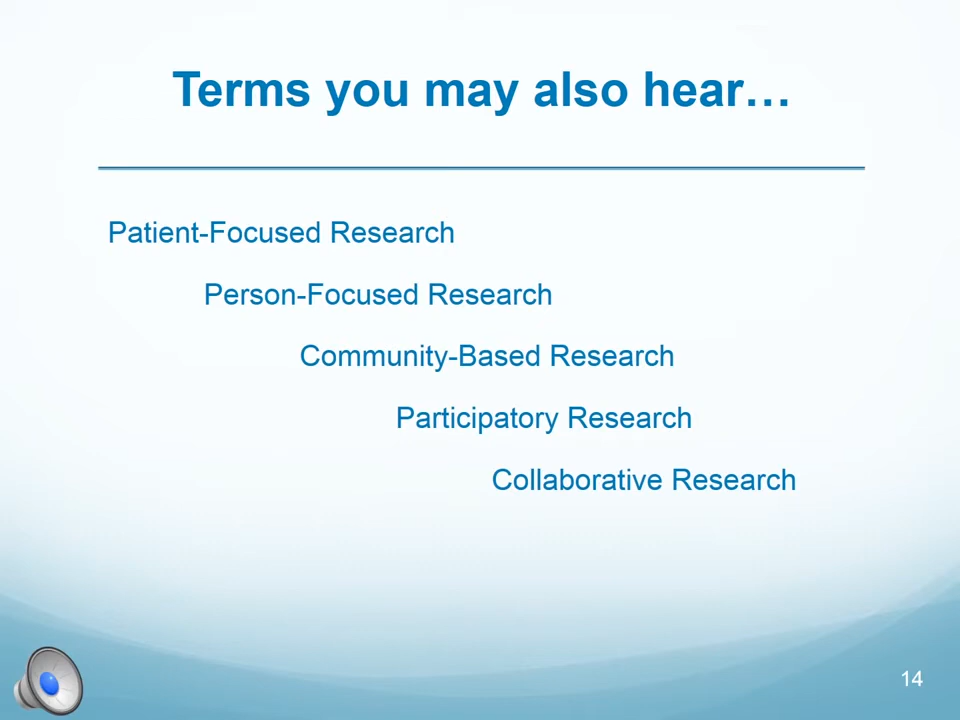 Terms you may also hear…
Patient-Focused Research
Person-Focused Research
Community-Based Research
Participatory Research
Collaborative Research
14